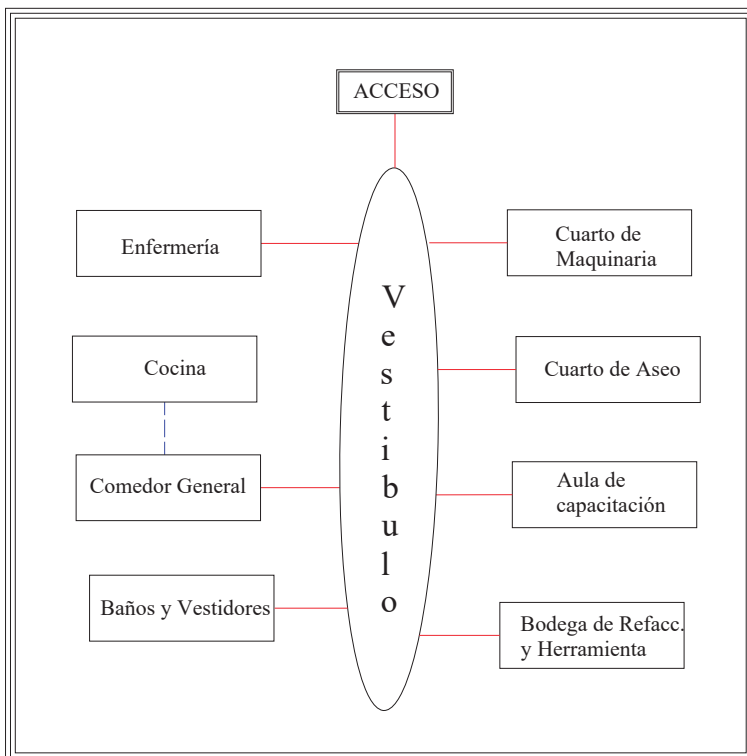 ACCESO
Enfermería
Cuarto de
Maquinaria
Vestibulo
Cocina
Cuarto de Aseo
Comedor General
Aula de
capacitación
Baños y Vestidores
Bodega de Refacc.
y Herramienta